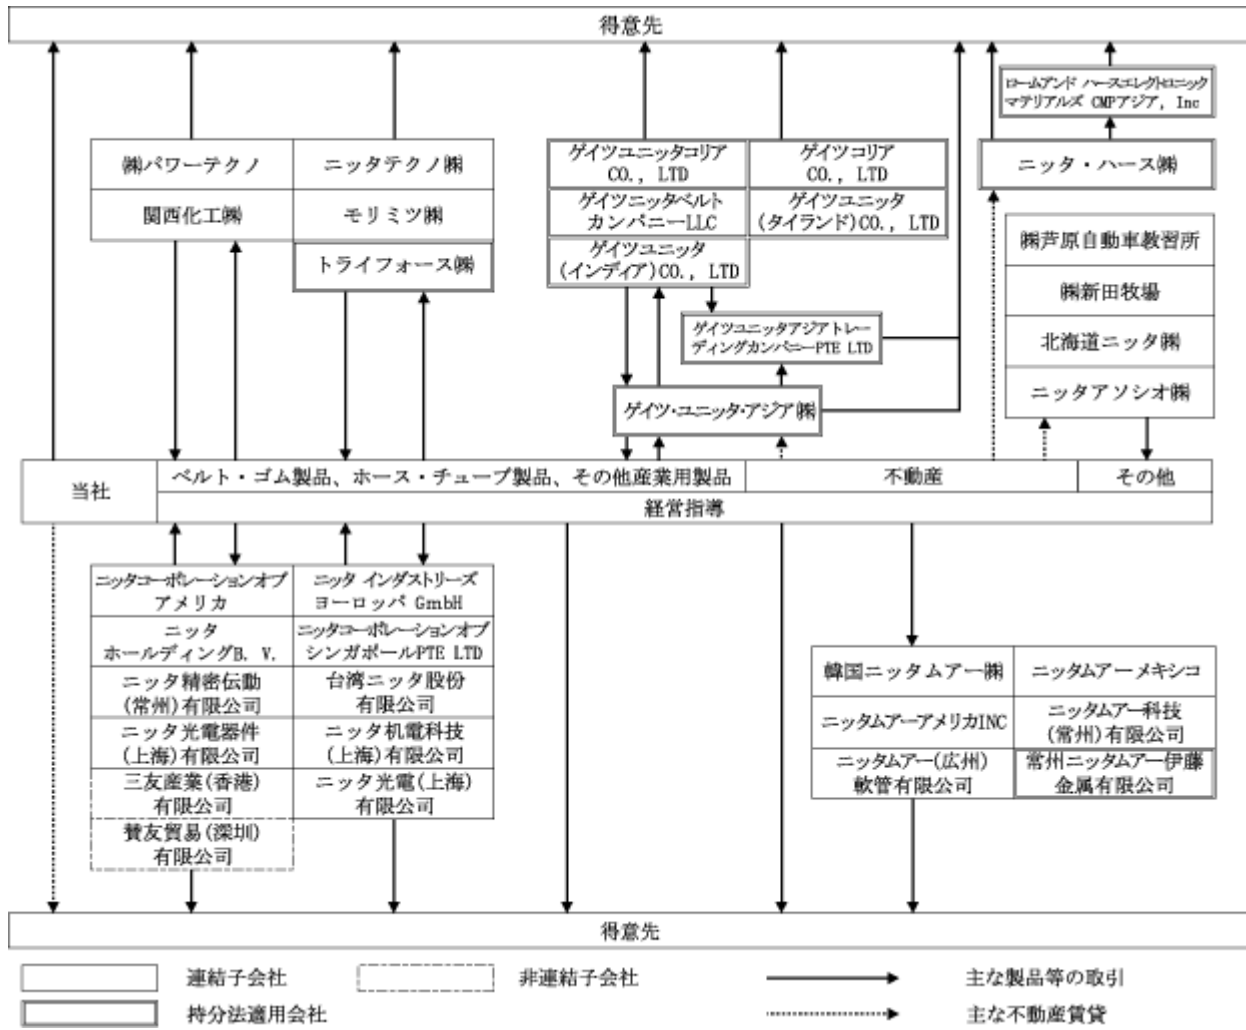 得意先
ロームアンド ハースエレクトロニック
マテリアルズ CMPアジア, Inc
㈱パワーテクノ
ニッタテクノ㈱
ゲイツユニッタコリア
CO., LTD
ゲイツコリア
CO., LTD
ニッタ・ハース㈱
関西化工㈱
モリミツ㈱
ゲイツニッタベルト
カンパニーLLC
ゲイツユニッタ
(タイランド)CO., LTD
トライフォース㈱
ゲイツユニッタ
(インディア)CO., LTD
㈱芦原自動車教習所
㈱新田牧場
北海道ニッタ㈱
ニッタアソシオ㈱
ゲイツユニッタアジアトレー
ディングカンパニーPTE LTD
ゲイツ・ユニッタ・アジア㈱
当社
ベルト・ゴム製品、ホース・チューブ製品、その他産業用製品
不動産
その他
経営指導
ニッタコーポレーションオブ
アメリカ
ニッタ インダストリーズ
ヨーロッパ GmbH
ニッタ
ホールディングB. V.
ニッタコーポレーションオブ
シンガポールPTE LTD
ニッタ精密伝動
(常州)有限公司
台湾ニッタ股份
有限公司
ニッタ光電器件
(上海)有限公司
ニッタ机電科技
(上海)有限公司
三友産業(香港)
有限公司
ニッタ光電(上海)
有限公司
賛友貿易(深圳)
有限公司
韓国ニッタムアー㈱
ニッタムアーメキシコ
ニッタムアーアメリカINC
ニッタムアー科技
(常州)有限公司
ニッタムアー(広州)
軟管有限公司
常州ニッタムアー伊藤
金属有限公司
得意先
連結子会社
非連結子会社
主な製品等の取引
持分法適用会社
主な不動産賃貸